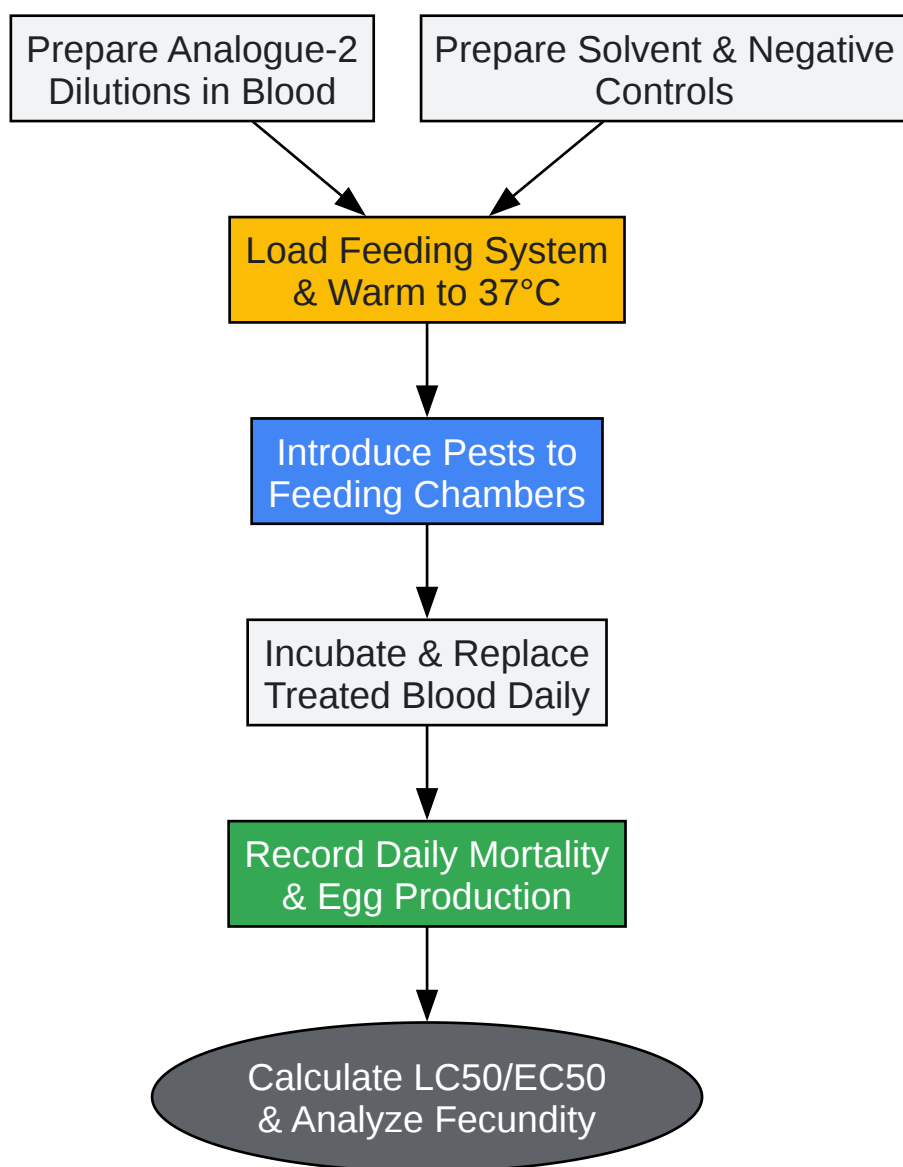 Prepare Analogue-2
Dilutions in Blood
Prepare Solvent & Negative
Controls
Load Feeding System
& Warm to 37°C
Introduce Pests to
Feeding Chambers
Incubate & Replace
Treated Blood Daily
Record Daily Mortality
& Egg Production
Calculate LC50/EC50
& Analyze Fecundity